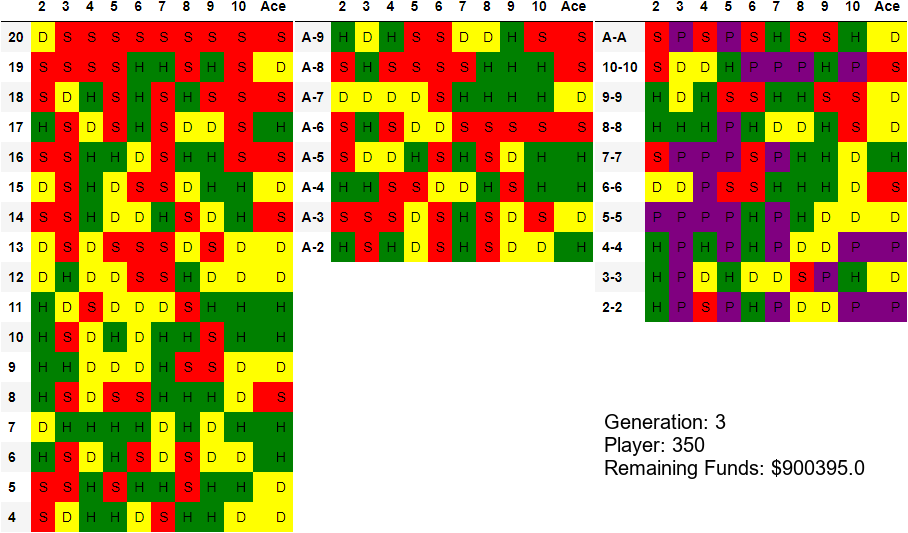 2 3 4 5 6 7 8 9 10 Ace
20 D S S S S S S S S S
19 S S S S H H S H S D
18 S D H S H S H S S S
17 H S D S H S D D S H
16 S S H H D S H H S S
15 D S H D S S D H H D
14 S S H D D H S D H S
13 D S D S S S D S D D
12 D H D D S S H D D D
11 H D S D D D S H H H
10 H S D H D H H S H H
9 H H D D D H S S D D
8 H S D S S H H H D S
7 D H H H H D H D H H
6 H S D H S D S D D H
5 S S H S H H S H H D
4 S D H H D S H H D D
2 3 4 5 6 7 8 9 10 Ace
A-9 H D H S S D D H S S
A-8 S H S S S H H H S
A-7 D D D D S H H H H D
A-6 S H S D D S S S S S
A-5 S D D H S H S D H H
A-4 H H S S D D H S H H
A-3 S S S D S H S D S D
A-2 H S H D S H S D D H
2 3 4 5 6 7 8 9 10 Ace
A-A S P S P S H S S H D
10-10 S D D H P P P H P S
9-9 H D H S S H H S S D
8-8 H H H P H D D H S D
7-7 S P P P S P H H D H
6-6 D D P S S H H H D S
5-5 P P P P H P H D D D
4-4 H P H P H P D D P P
3-3 H P D H D D S P H D
2-2 H P S P H P D D P P
Generation: 3
Player: 350
Remaining Funds: $900395.0